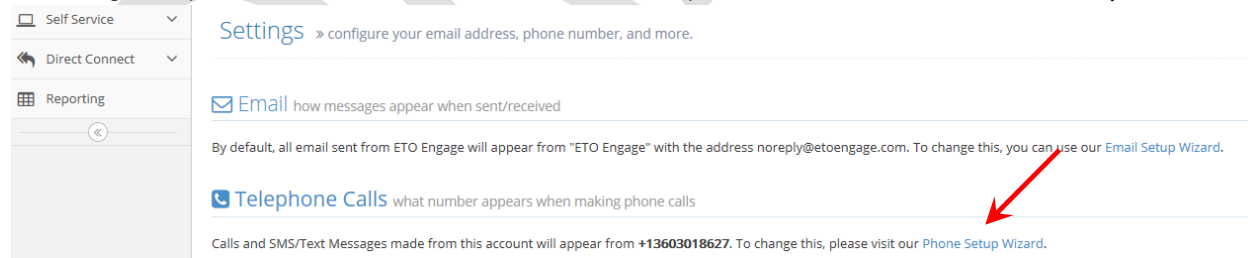 Self Service
Settings » configure your email address, phone number, and more.
Direct Connect
Reporting
Email how messages appear when sent/received
By default, all email sent from ETO Engage will appear from "ETO Engage" with the address noreply@etoengage.com. To change this, you can use our Email Setup Wizard.
Telephone Calls what number appears when making phone calls
Calls and SMS/Text Messages made from this account will appear from +13603018627. To change this, please visit our Phone Setup Wizard.